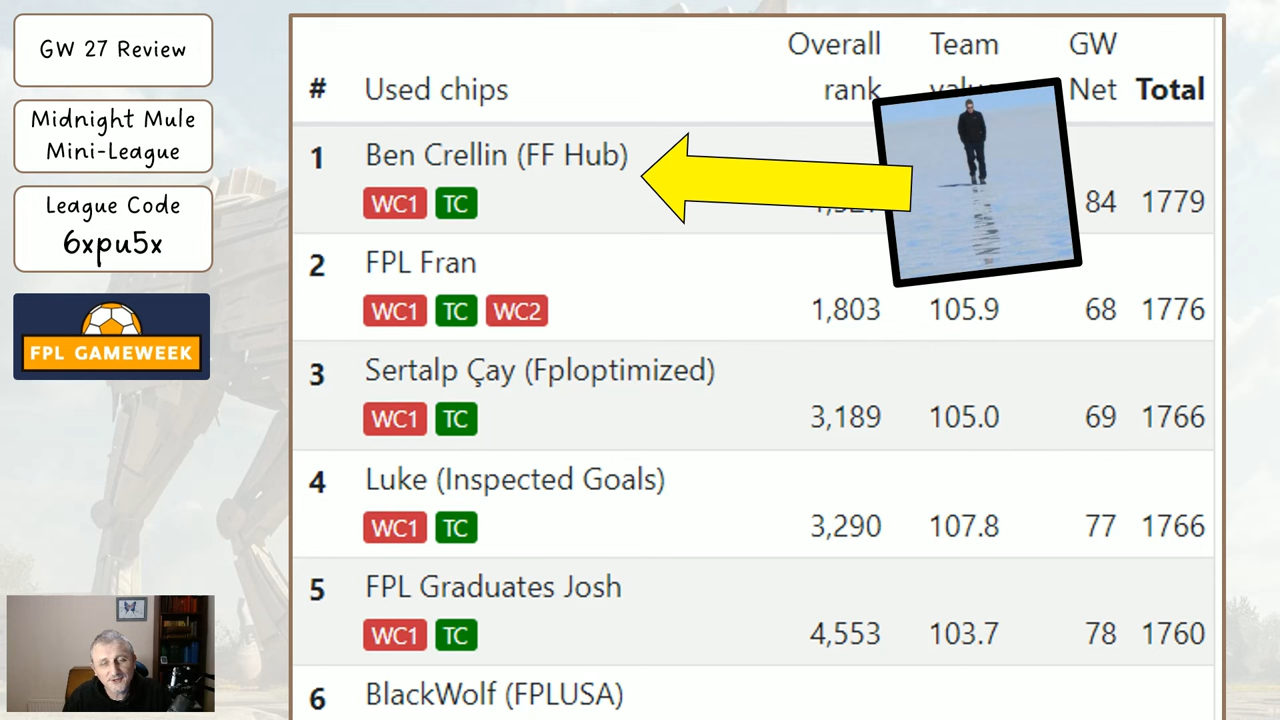 GW 27 Review
Midnight Mule
Mini-League
League Code
6xpu5x
FPL GAMEWEEK
Overall Team GW
# Used chips rank value Net Total
1 Ben Crellin (FF Hub)
WC1 TC 84 1779
2 FPL Fran
WC1 TC WC2 1,803 105.9 68 1776
3 Sertalp Çay (Fploptimized)
WC1 TC 3,189 105.0 69 1766
4 Luke (Inspected Goals)
WC1 TC 3,290 107.8 77 1766
5 FPL Graduates Josh
WC1 TC 4,553 103.7 78 1760
6 BlackWolf (FPLUSA)